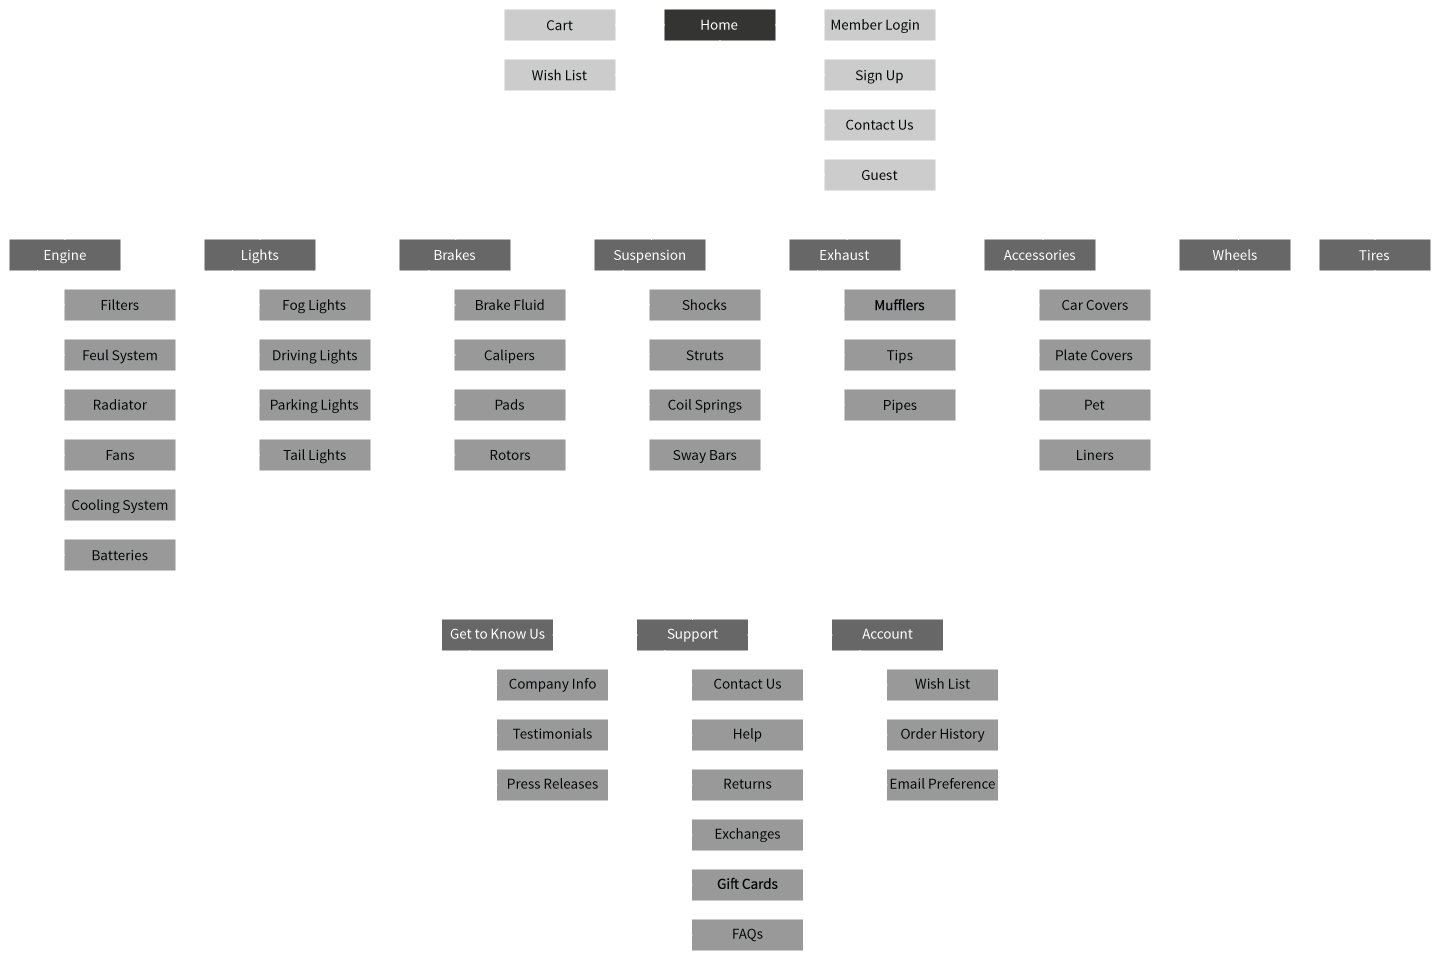 Cart
Home
Member Login
Wish List
Sign Up
Contact Us
Guest
Engine
Lights
Brakes
Suspension
Exhaust
Accessories
Wheels
Tires
Filters
Fog Lights
Brake Fluid
Shocks
Mufflers
Car Covers
Feul System
Driving Lights
Calipers
Struts
Tips
Plate Covers
Radiator
Parking Lights
Pads
Coil Springs
Pipes
Pet
Fans
Tail Lights
Rotors
Sway Bars
Liners
Cooling System
Batteries
Get to Know Us
Support
Account
Company Info
Contact Us
Wish List
Testimonials
Help
Order History
Press Releases
Returns
Email Preference
Exchanges
Gift Cards
FAQs